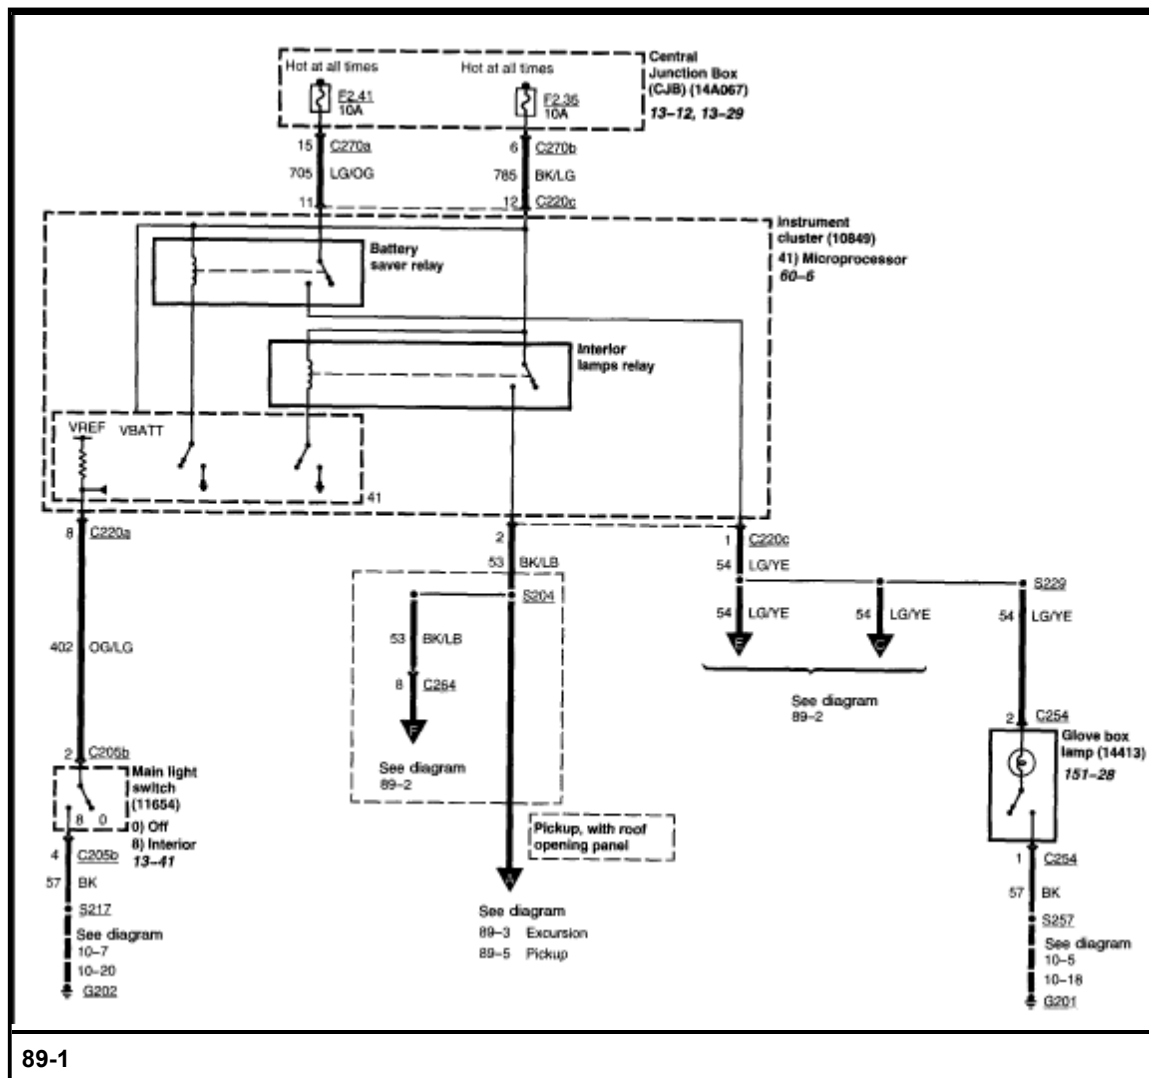 Hot at all times
Hot at all times
Central
Junction Box
(CJB) (14A067)
13–12, 13–29
F2.41
10A
F2.35
10A
15 C270a
6 C270b
705 LG/OG
785 BK/LG
11
12 C220c
Instrument
cluster (10849)
41) Microprocessor
60–6
Battery
saver relay
Interior
lamps relay
VREF
VBATT
41
8 C220a
2
1 C220c
53 BK/LB
54 LG/YE
S204
S229
54 LG/YE
54 LG/YE
54 LG/YE
53 BK/LB
E
C
402 OG/LG
8 C264
F
See diagram
89–2
See diagram
89–2
2 C254
Glove box
lamp (14413)
151–28
2 C205b
Main light
switch
(11654)
0) Off
8) Interior
13–41
8 0
Pickup, with roof
opening panel
4 C205b
57 BK
S217
See diagram
10–7
10–20
G202
A
See diagram
89–3 Excursion
89–5 Pickup
1 C254
57 BK
S257
See diagram
10–5
10–18
G201
89-1